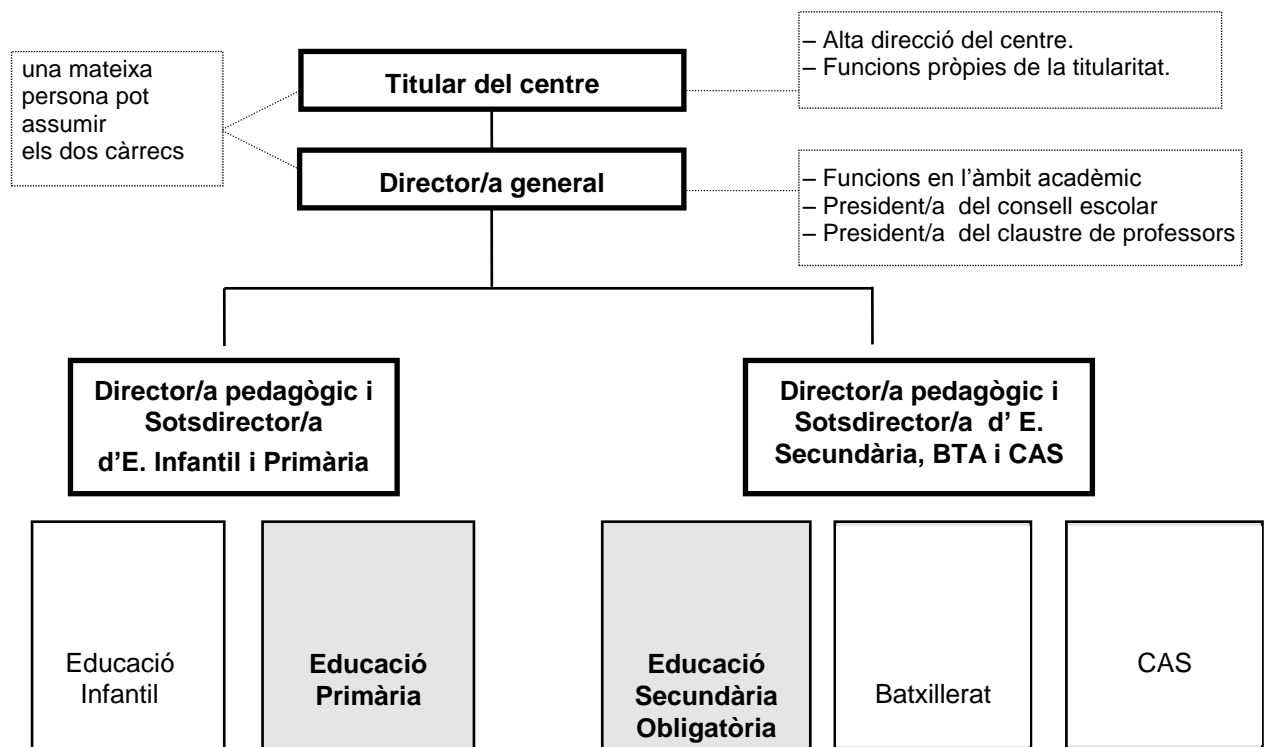 una mateixa
persona pot
assumir
els dos càrrecs
Titular del centre
– Alta direcció del centre.
– Funcions pròpies de la titularitat.
Director/a general
– Funcions en l’àmbit acadèmic
– President/a  del consell escolar
– President/a  del claustre de professors
Director/a pedagògic i
Sotsdirector/a
d’E. Infantil i Primària
Director/a pedagògic i
Sotsdirector/a  d’ E.
Secundària, BTA i CAS
Educació
Infantil
Educació
Primària
Educació
Secundària
Obligatòria
Batxillerat
CAS